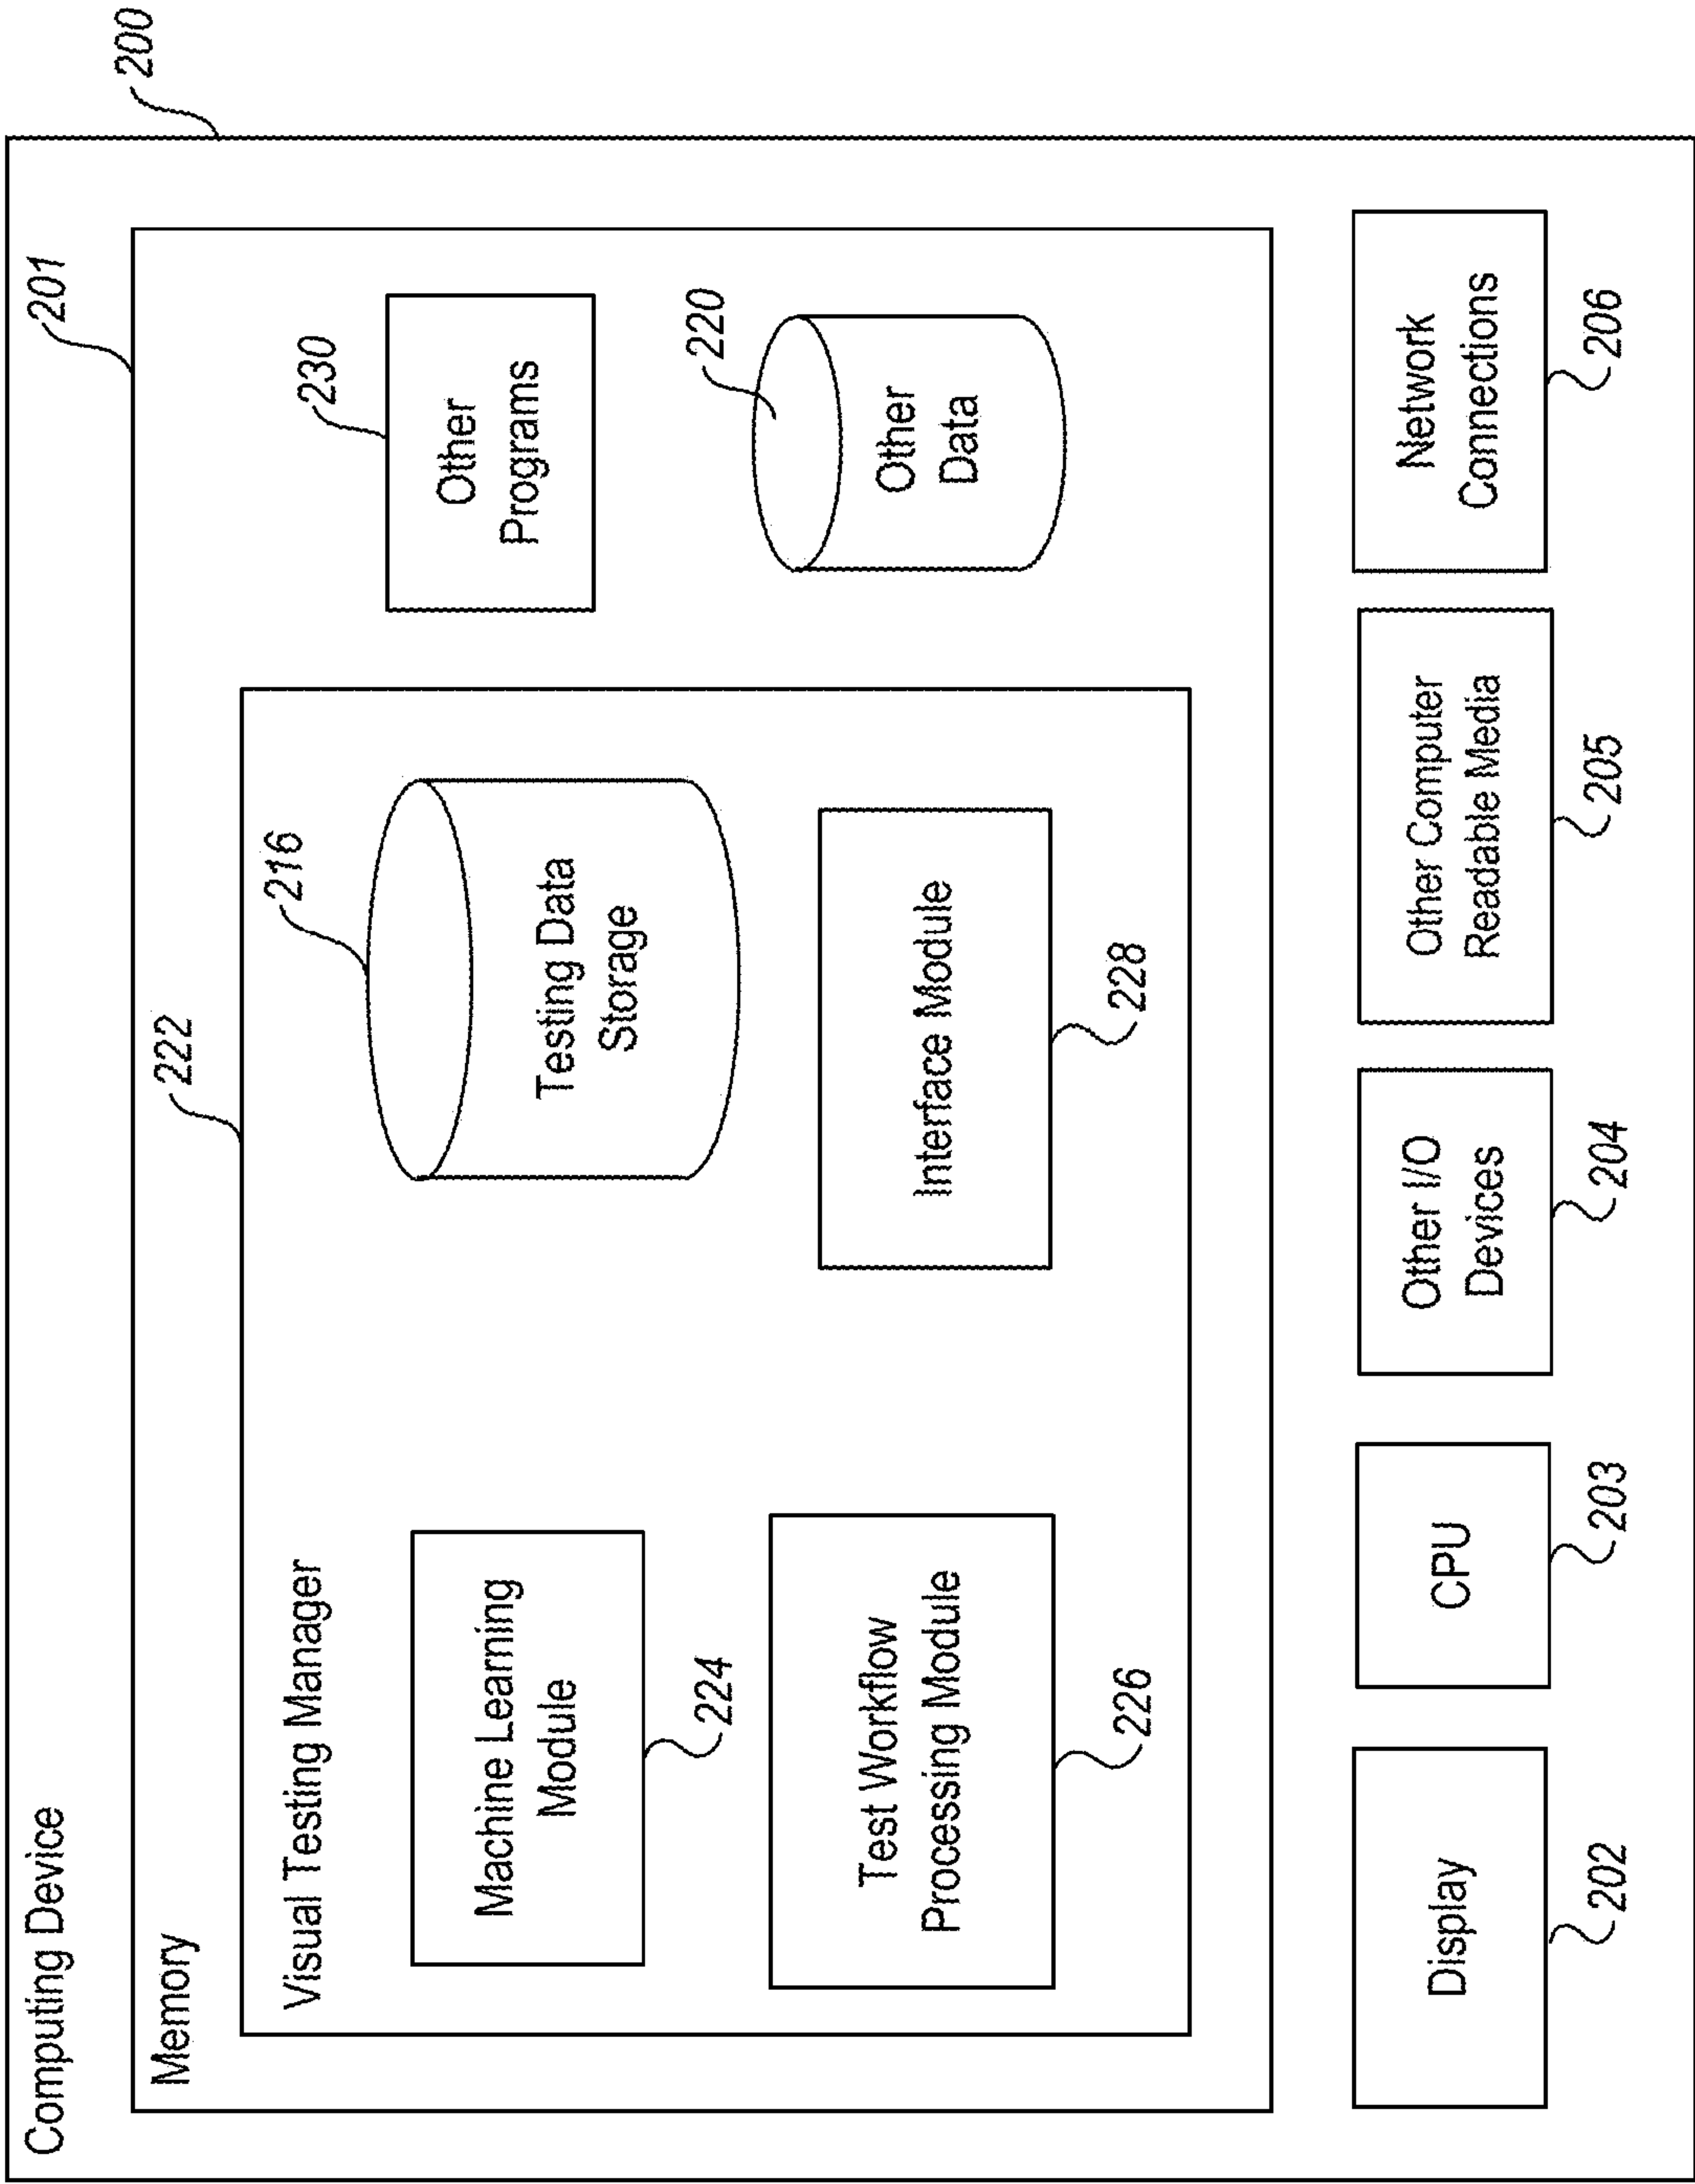 Computing Device
200
Memory
201
222
Visual Testing Manager
Machine Learning
Module
224
216
Testing Data
Storage
Test Workflow
Processing Module
226
Interface Module
228
230
Other
Programs
220
Other
Data
Display
202
CPU
203
Other I/O
Devices
204
Other Computer
Readable Media
205
Network
Connections
206